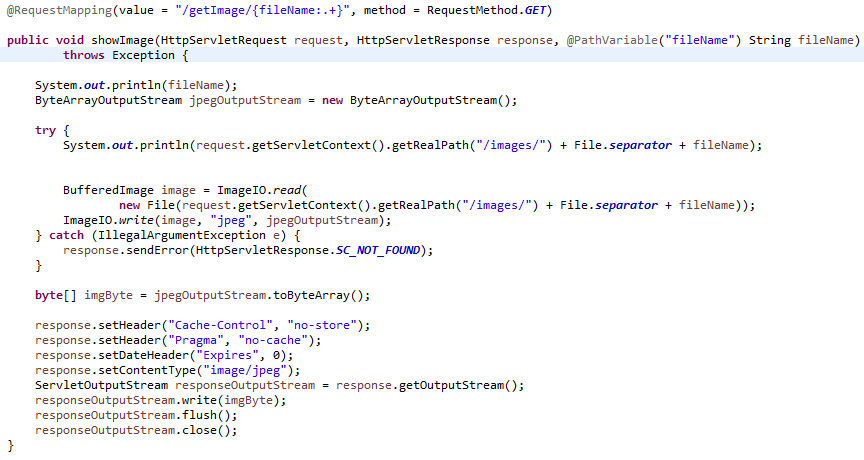 @RequestMapping(value = "/getImage/{fileName:.+}", method = RequestMethod.GET)
public void showImage(HttpServletRequest request, HttpServletResponse response, @PathVariable("fileName") String fileName)
throws Exception {
System.out.println(fileName);
ByteArrayOutputStream jpegOutputStream = new ByteArrayOutputStream();
try {
System.out.println(request.getServletContext().getRealPath("/images/") + File.separator + fileName);
BufferedImage image = ImageIO.read(
new File(request.getServletContext().getRealPath("/images/") + File.separator + fileName));
ImageIO.write(image, "jpeg", jpegOutputStream);
} catch (IllegalArgumentException e) {
response.sendError(HttpServletResponse.SC_NOT_FOUND);
}
byte[] imgByte = jpegOutputStream.toByteArray();
response.setHeader("Cache-Control", "no-store");
response.setHeader("Pragma", "no-cache");
response.setDateHeader("Expires", 0);
response.setContentType("image/jpeg");
ServletOutputStream responseOutputStream = response.getOutputStream();
responseOutputStream.write(imgByte);
responseOutputStream.flush();
responseOutputStream.close();
}